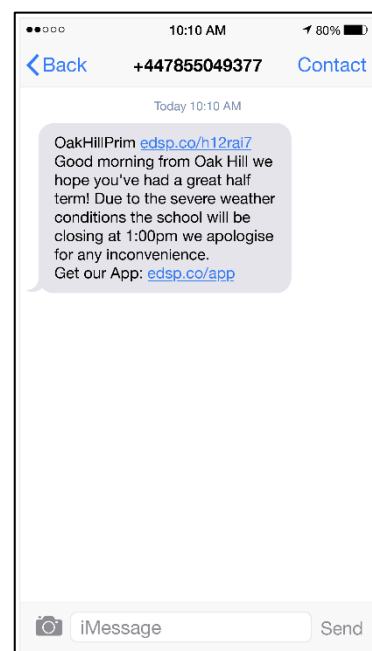 10:10 AM 80%
Back +447855049377 Contact
Today 10:10 AM
OakHillPrim edsp.co/h12rai7
Good morning from Oak Hill we
hope you've had a great half
term! Due to the severe weather
conditions the school will be
closing at 1:00pm we apologise
for any inconvenience.
Get our App: edsp.co/app
iMessage Send